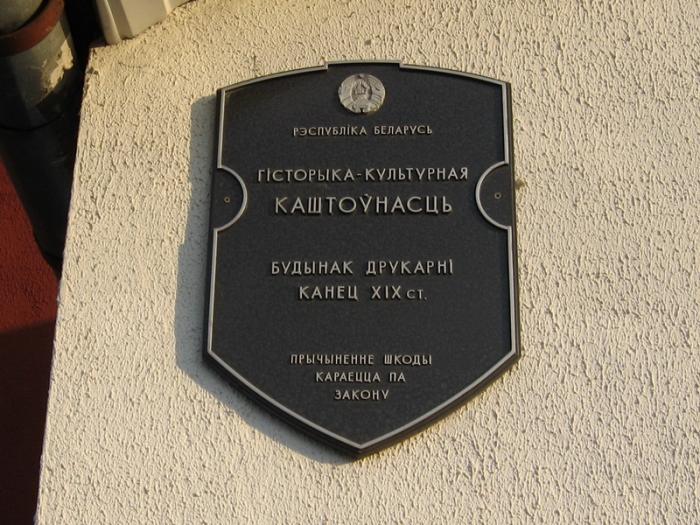 РЭСПУБЛІКА БЕЛАРУСЬ
ГІСТОРЫКА-КУЛЬТУРНАЯ
КАШТОЎНАСЦЬ
БУДЫНАК ДРУКАРНІ
КАНЕЦ XIX СТ.
ПРЫЧЫНЕННЕ ШКОДЫ
КАРАЕЦЦА ПА
ЗАКОНУ